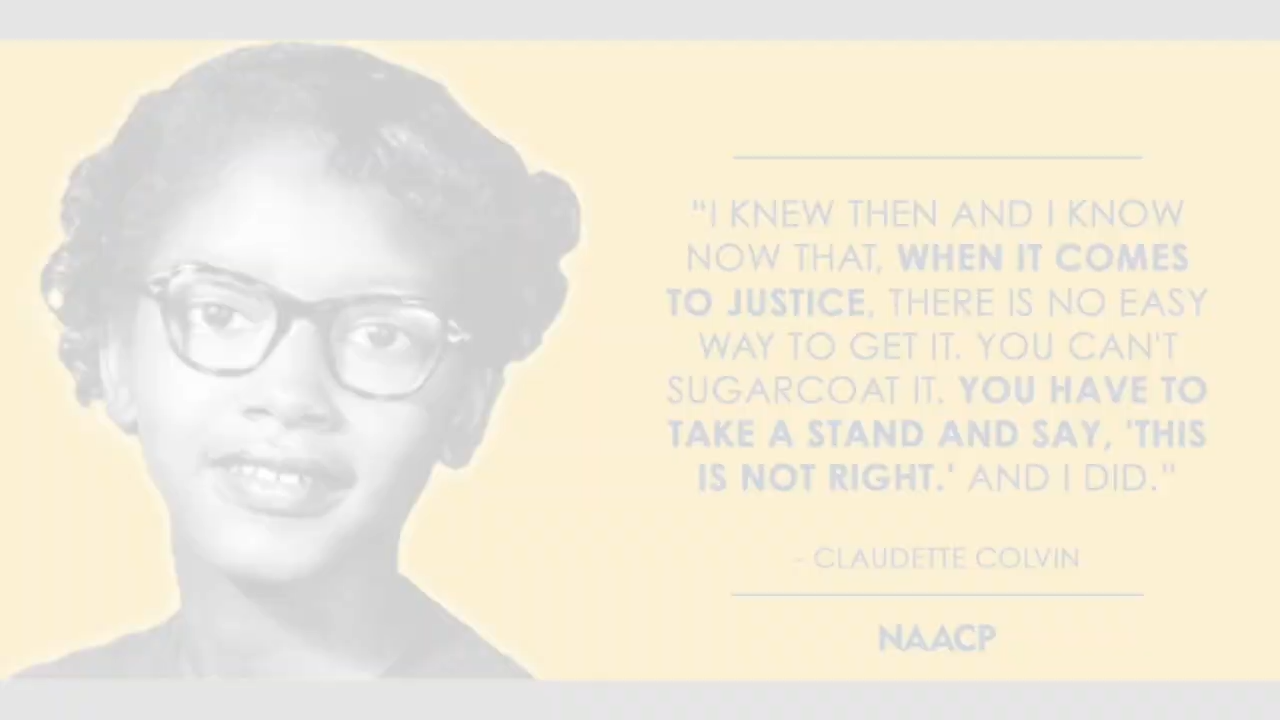 "I KNEW THEN AND I KNOW
NOW THAT, WHEN IT COMES
TO JUSTICE, THERE IS NO EASY
WAY TO GET IT. YOU CAN'T
SUGARCOAT IT. YOU HAVE TO
TAKE A STAND AND SAY, 'THIS
IS NOT RIGHT.' AND I DID."
- CLAUDETTE COLVIN
NAACP